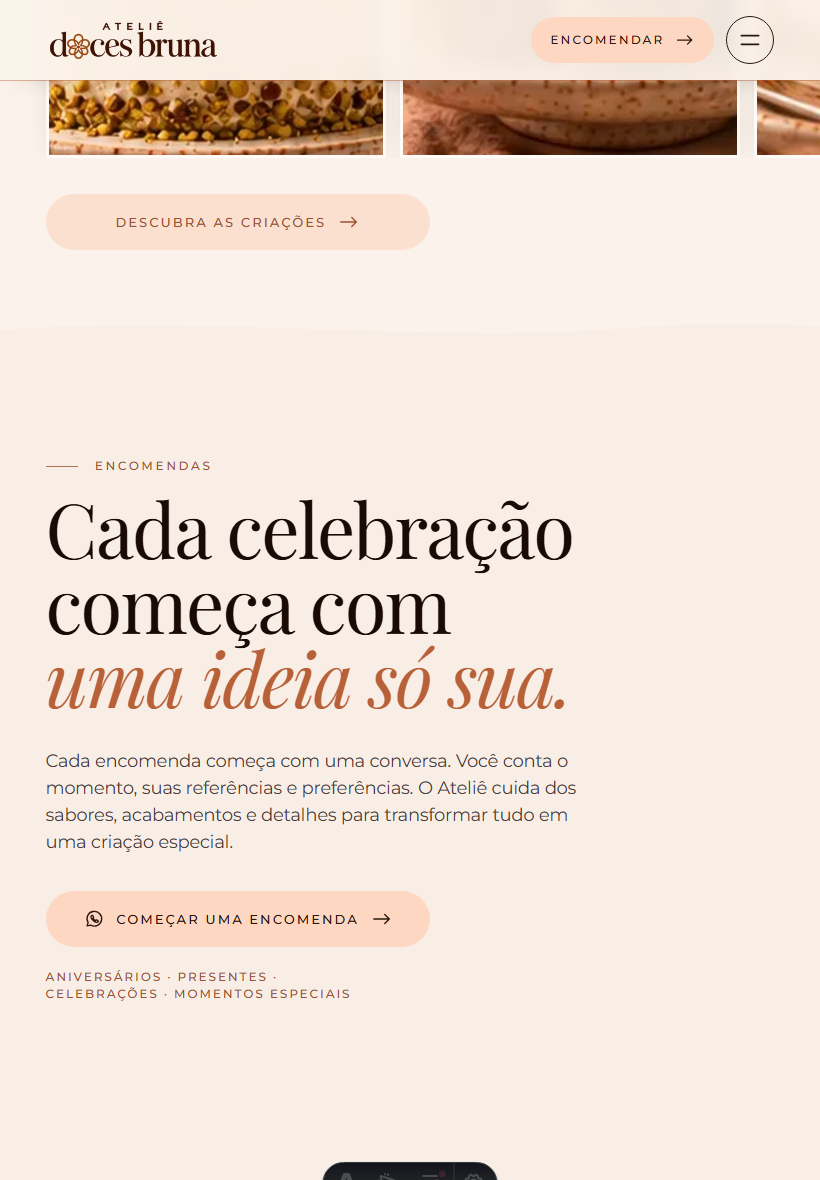 ATELIÊ
doces bruna
ENCOMENDAR
DESCUBRA AS CRIAÇÕES
ENCOMENDAS
Cada celebração
começa com
uma ideia só sua.
Cada encomenda começa com uma conversa. Você conta o
momento, suas referências e preferências. O Ateliê cuida dos
sabores, acabamentos e detalhes para transformar tudo em
uma criação especial.
COMEÇAR UMA ENCOMENDA
ANIVERSÁRIOS · PRESENTES ·
CELEBRAÇÕES · MOMENTOS ESPECIAIS